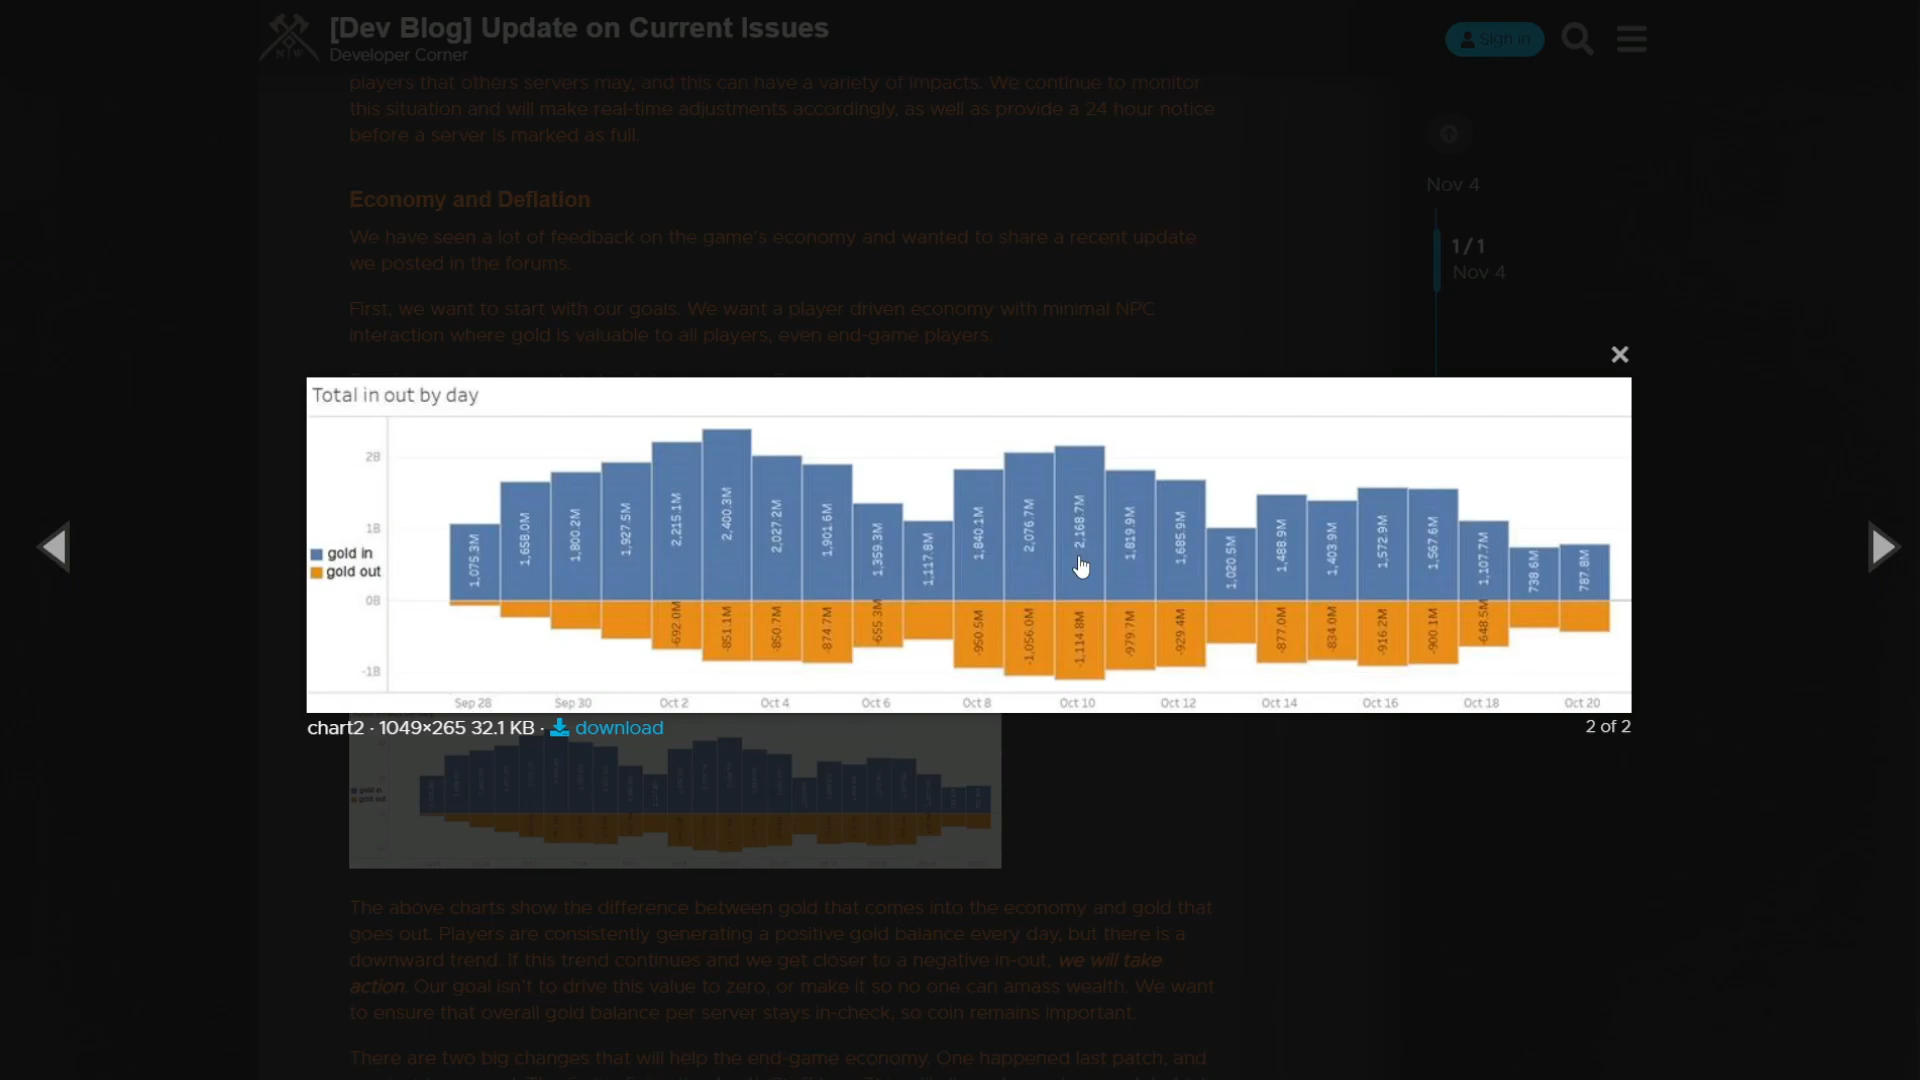 [Dev Blog] Update on Current Issues
Developer Corner
Sign In
players that others servers may, and this can have a variety of impacts. We continue to monitor
this situation and will make real-time adjustments accordingly, as well as provide a 24 hour notice
before a server is marked as full.
Nov 4
Economy and Deflation
We have seen a lot of feedback on the game's economy and wanted to share a recent update
we posted in the forums.
1 / 1
Nov 4
First, we want to start with our goals. We want a player driven economy with minimal NPC
interaction where gold is valuable to all players, even end-game players.
Total in out by day
2B
1B
0B
-1B
gold in
gold out
1,075.3M
1,658.0M
1,800.2M
1,927.5M
2,215.1M
2,400.3M
2,027.2M
1,901.6M
1,359.3M
1,117.8M
1,840.1M
2,076.7M
2,168.7M
1,819.9M
1,685.9M
1,020.5M
1,488.9M
1,403.9M
1,572.9M
1,567.6M
1,107.7M
738.6M
787.8M
-692.0M
-851.1M
-850.7M
-874.7M
-655.3M
-950.5M
-1,056.0M
-1,114.8M
-979.7M
-929.4M
-877.0M
-834.0M
-916.2M
-900.1M
-648.5M
Sep 28 Sep 30 Oct 2 Oct 4 Oct 6 Oct 8 Oct 10 Oct 12 Oct 14 Oct 16 Oct 18 Oct 20
chart2 · 1049×265 32.1 KB · download
2 of 2
gold in
gold out
The above charts show the difference between gold that comes into the economy and gold that
goes out. Players are consistently generating a positive gold balance every day, but there is a
downward trend. If this trend continues and we get closer to a negative in-out, we will take
action. Our goal isn't to drive this value to zero, or make it so no one can amass wealth. We want
to ensure that overall gold balance per server stays in-check, so coin remains important.
There are two big changes that will help the end-game economy. One happened last patch, and